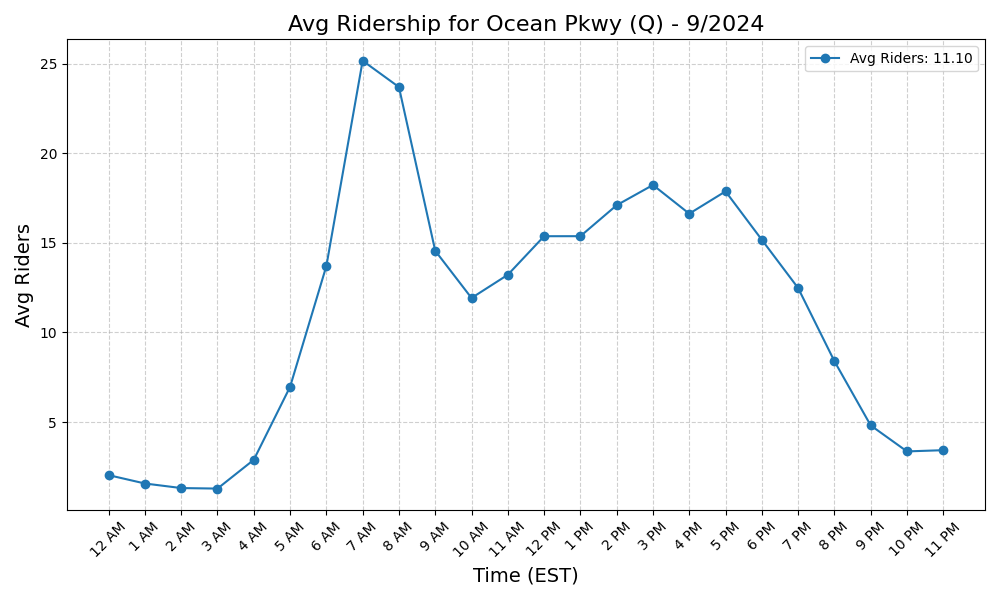 Avg Ridership for Ocean Pkwy (Q) - 9/2024
Avg Riders: 11.10
25
20
15
10
5
Avg Riders
12 AM
1 AM
2 AM
3 AM
4 AM
5 AM
6 AM
7 AM
8 AM
9 AM
10 AM
11 AM
12 PM
1 PM
2 PM
3 PM
4 PM
5 PM
6 PM
7 PM
8 PM
9 PM
10 PM
11 PM
Time (EST)